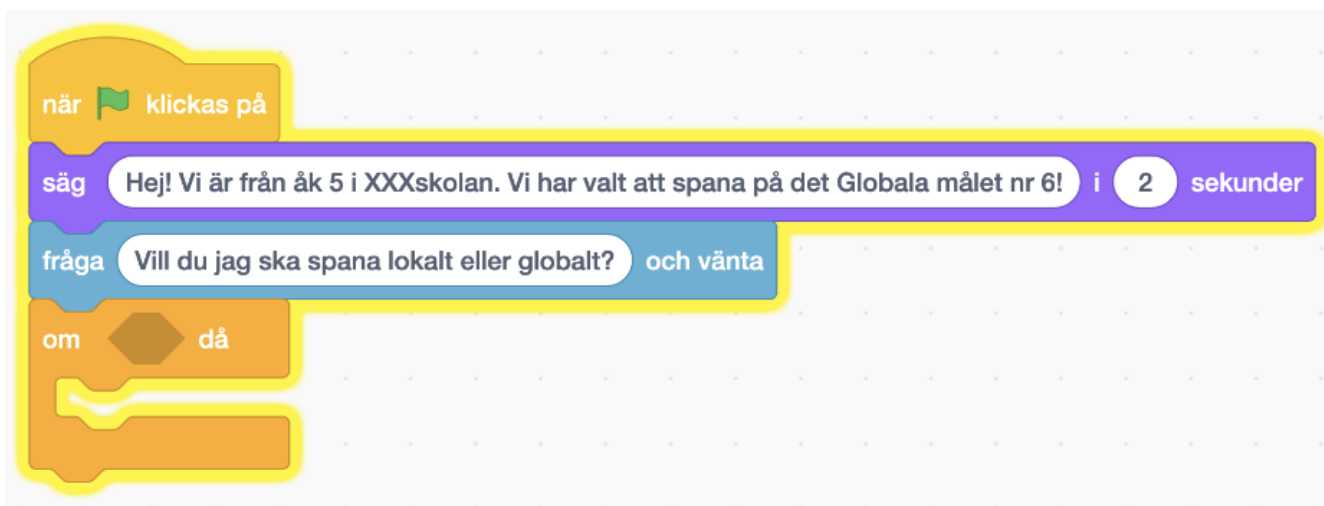 när klickas på
säg Hej! Vi är från åk 5 i XXXskolan. Vi har valt att spana på det Globala målet nr 6! i 2 sekunder
fråga Vill du jag ska spana lokalt eller globalt? och vänta
om då